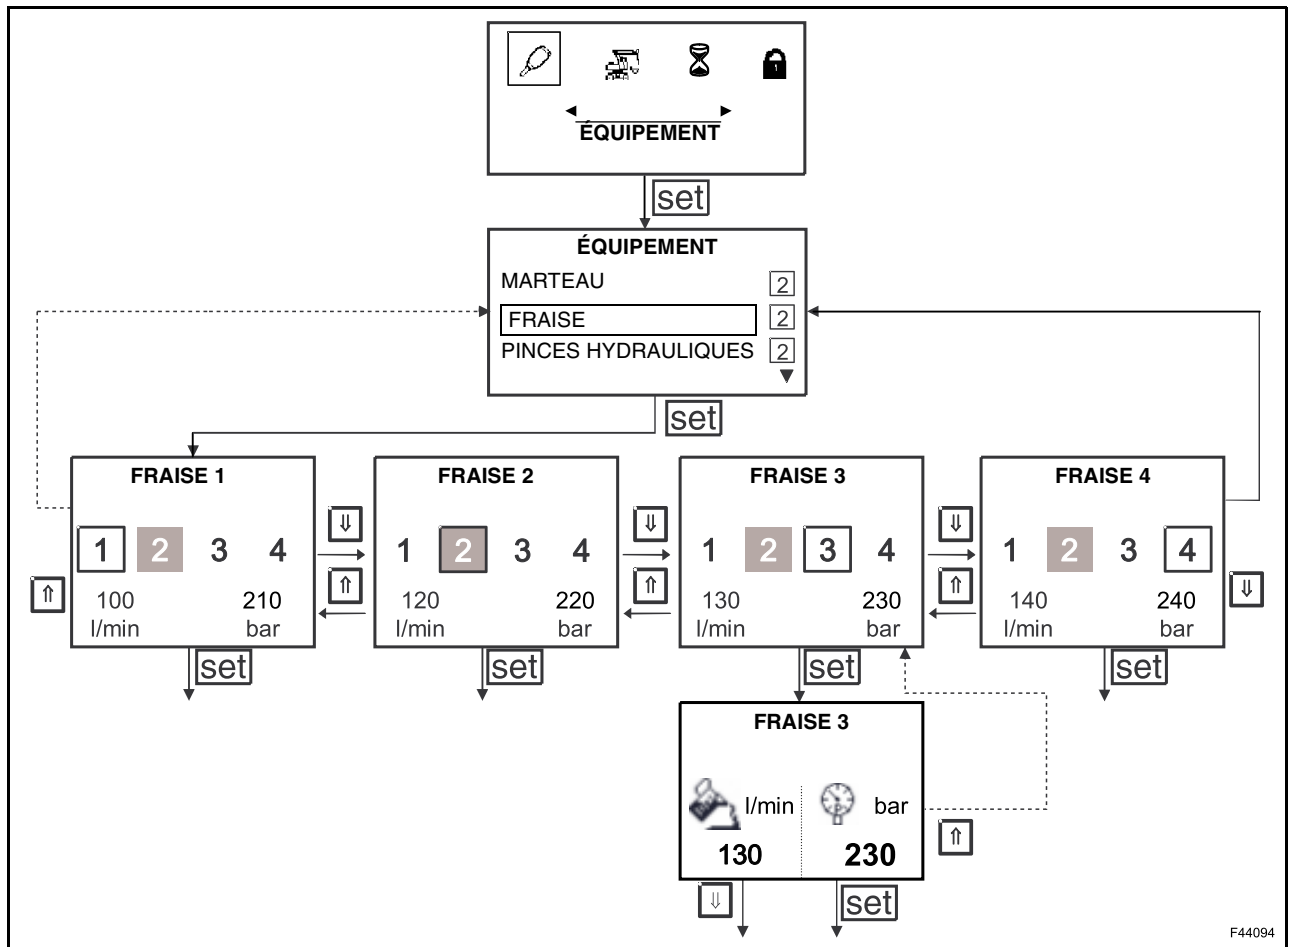 ÉQUIPEMENT
set
ÉQUIPEMENT
MARTEAU 2
FRAISE 2
PINCES HYDRAULIQUES 2
set
FRAISE 1
1 2 3 4
100 210
l/min bar
set
FRAISE 2
1 2 3 4
120 220
l/min bar
set
FRAISE 3
1 2 3 4
130 230
l/min bar
set
FRAISE 4
1 2 3 4
140 240
l/min bar
set
FRAISE 3
l/min bar
130 230
set
F44094